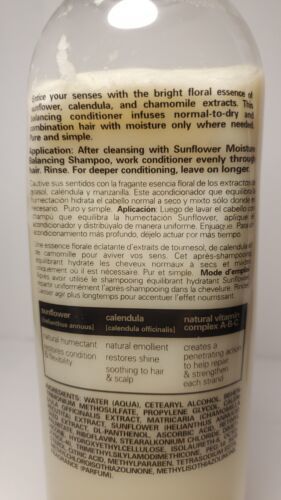 Entice your senses with the bright floral essence of
sunflower, calendula, and chamomile extracts. This
balancing conditioner infuses normal-to-dry and
combination hair with moisture only where needed.
Pure and simple.
Application: After cleansing with Sunflower Moisture
Balancing Shampoo, work conditioner evenly through
hair. Rinse. For deeper conditioning, leave on longer.
Cautive sus sentidos con la fragante esencia floral de los extractos de
girasol, caléndula y manzanilla. Este acondicionador que equilibra la
humectación hidrata el cabello normal a seco y mixto sólo donde es
necesario. Puro y simple. Aplicación: Luego de lavar el cabello con
champú que equilibra la humectación Sunflower, aplique el
acondicionador y distribúyalo de manera uniforme. Enjuague. Para un
acondicionamiento más profundo, déjelo actuar por más tiempo.
Une essence florale éclatante d'extraits de tournesol, de calendula et
de camomille pour aviver vos sens. Cet après-shampooing
équilibrant hydrate les cheveux normaux à secs et mixtes
uniquement où il est nécessaire. Pur et simple. Mode d'emploi:
après avoir utilisé le shampooing équilibrant hydratant Sunflower,
répartir uniformément l'après-shampooing dans la chevelure. Rincer.
Laisser agir plus longtemps pour accentuer l'effet nourrissant.
sunflower calendula natural vitamin
(helianthus annuus) (calendula officinalis) complex A-B-C
natural humectant natural emollient creates a
restores condition restores shine penetrating action
& flexibility soothing to hair to help repair
& scalp & strengthen
each strand
INGREDIENTS: WATER (AQUA), CETEARYL ALCOHOL,
METHOSULFATE, PROPYLENE GLYCOL,
OFFICINALIS EXTRACT, MATRICARIA
EXTRACT, SUNFLOWER (HELIANTHUS
DL-PANTHENOL, ASCORBIC ACID,
RIBOFLAVIN, STEARALKONIUM CHLORIDE,
HYDROXYETHYLCELLULOSE,
TRIMETHYLSILYLAMODIMETHICONE,
CITRIC ACID, METHYLPARABEN, TETRASODIUM
METHYLISOTHIAZOLINONE,
(PARFUM).